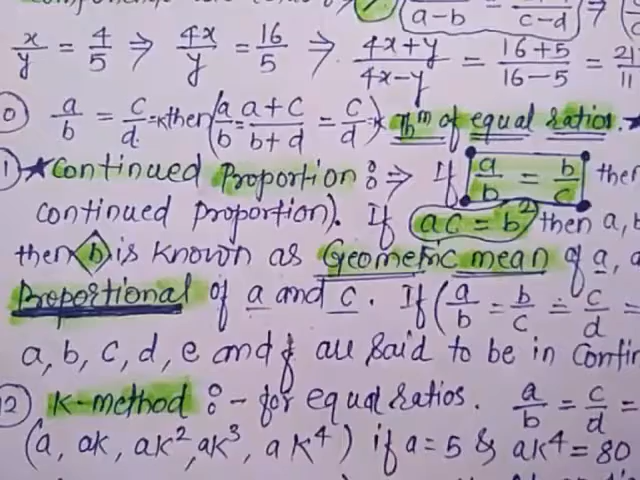 a-b c-d ⇒
x/y = 4/5 ⇒ 4x/y = 16/5 ⇒ 4x+y/4x-y = 16+5/16-5 = 21/11
a/b = c/d = k then (a/b = a+c/b+d = c/d) * Thm of equal ratios. *
★ Continued Proportion : ⇒ If a/b = b/c then
continued proportion). If ac = b² then a, b
then b is known as Geometric mean of a,
Proportional of a and c. If (a/b = b/c = c/d =
a, b, c, d, e and f are said to be in Contin
12 K-method :- for equal ratios. a/b = c/d =
(a, ak, ak², ak³, ak⁴) if a = 5 & ak⁴ = 80